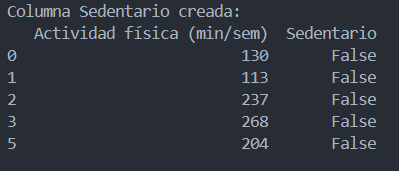 Columna Sedentario creada:
Actividad física (min/sem) Sedentario
0 130 False
1 113 False
2 237 False
3 268 False
5 204 False